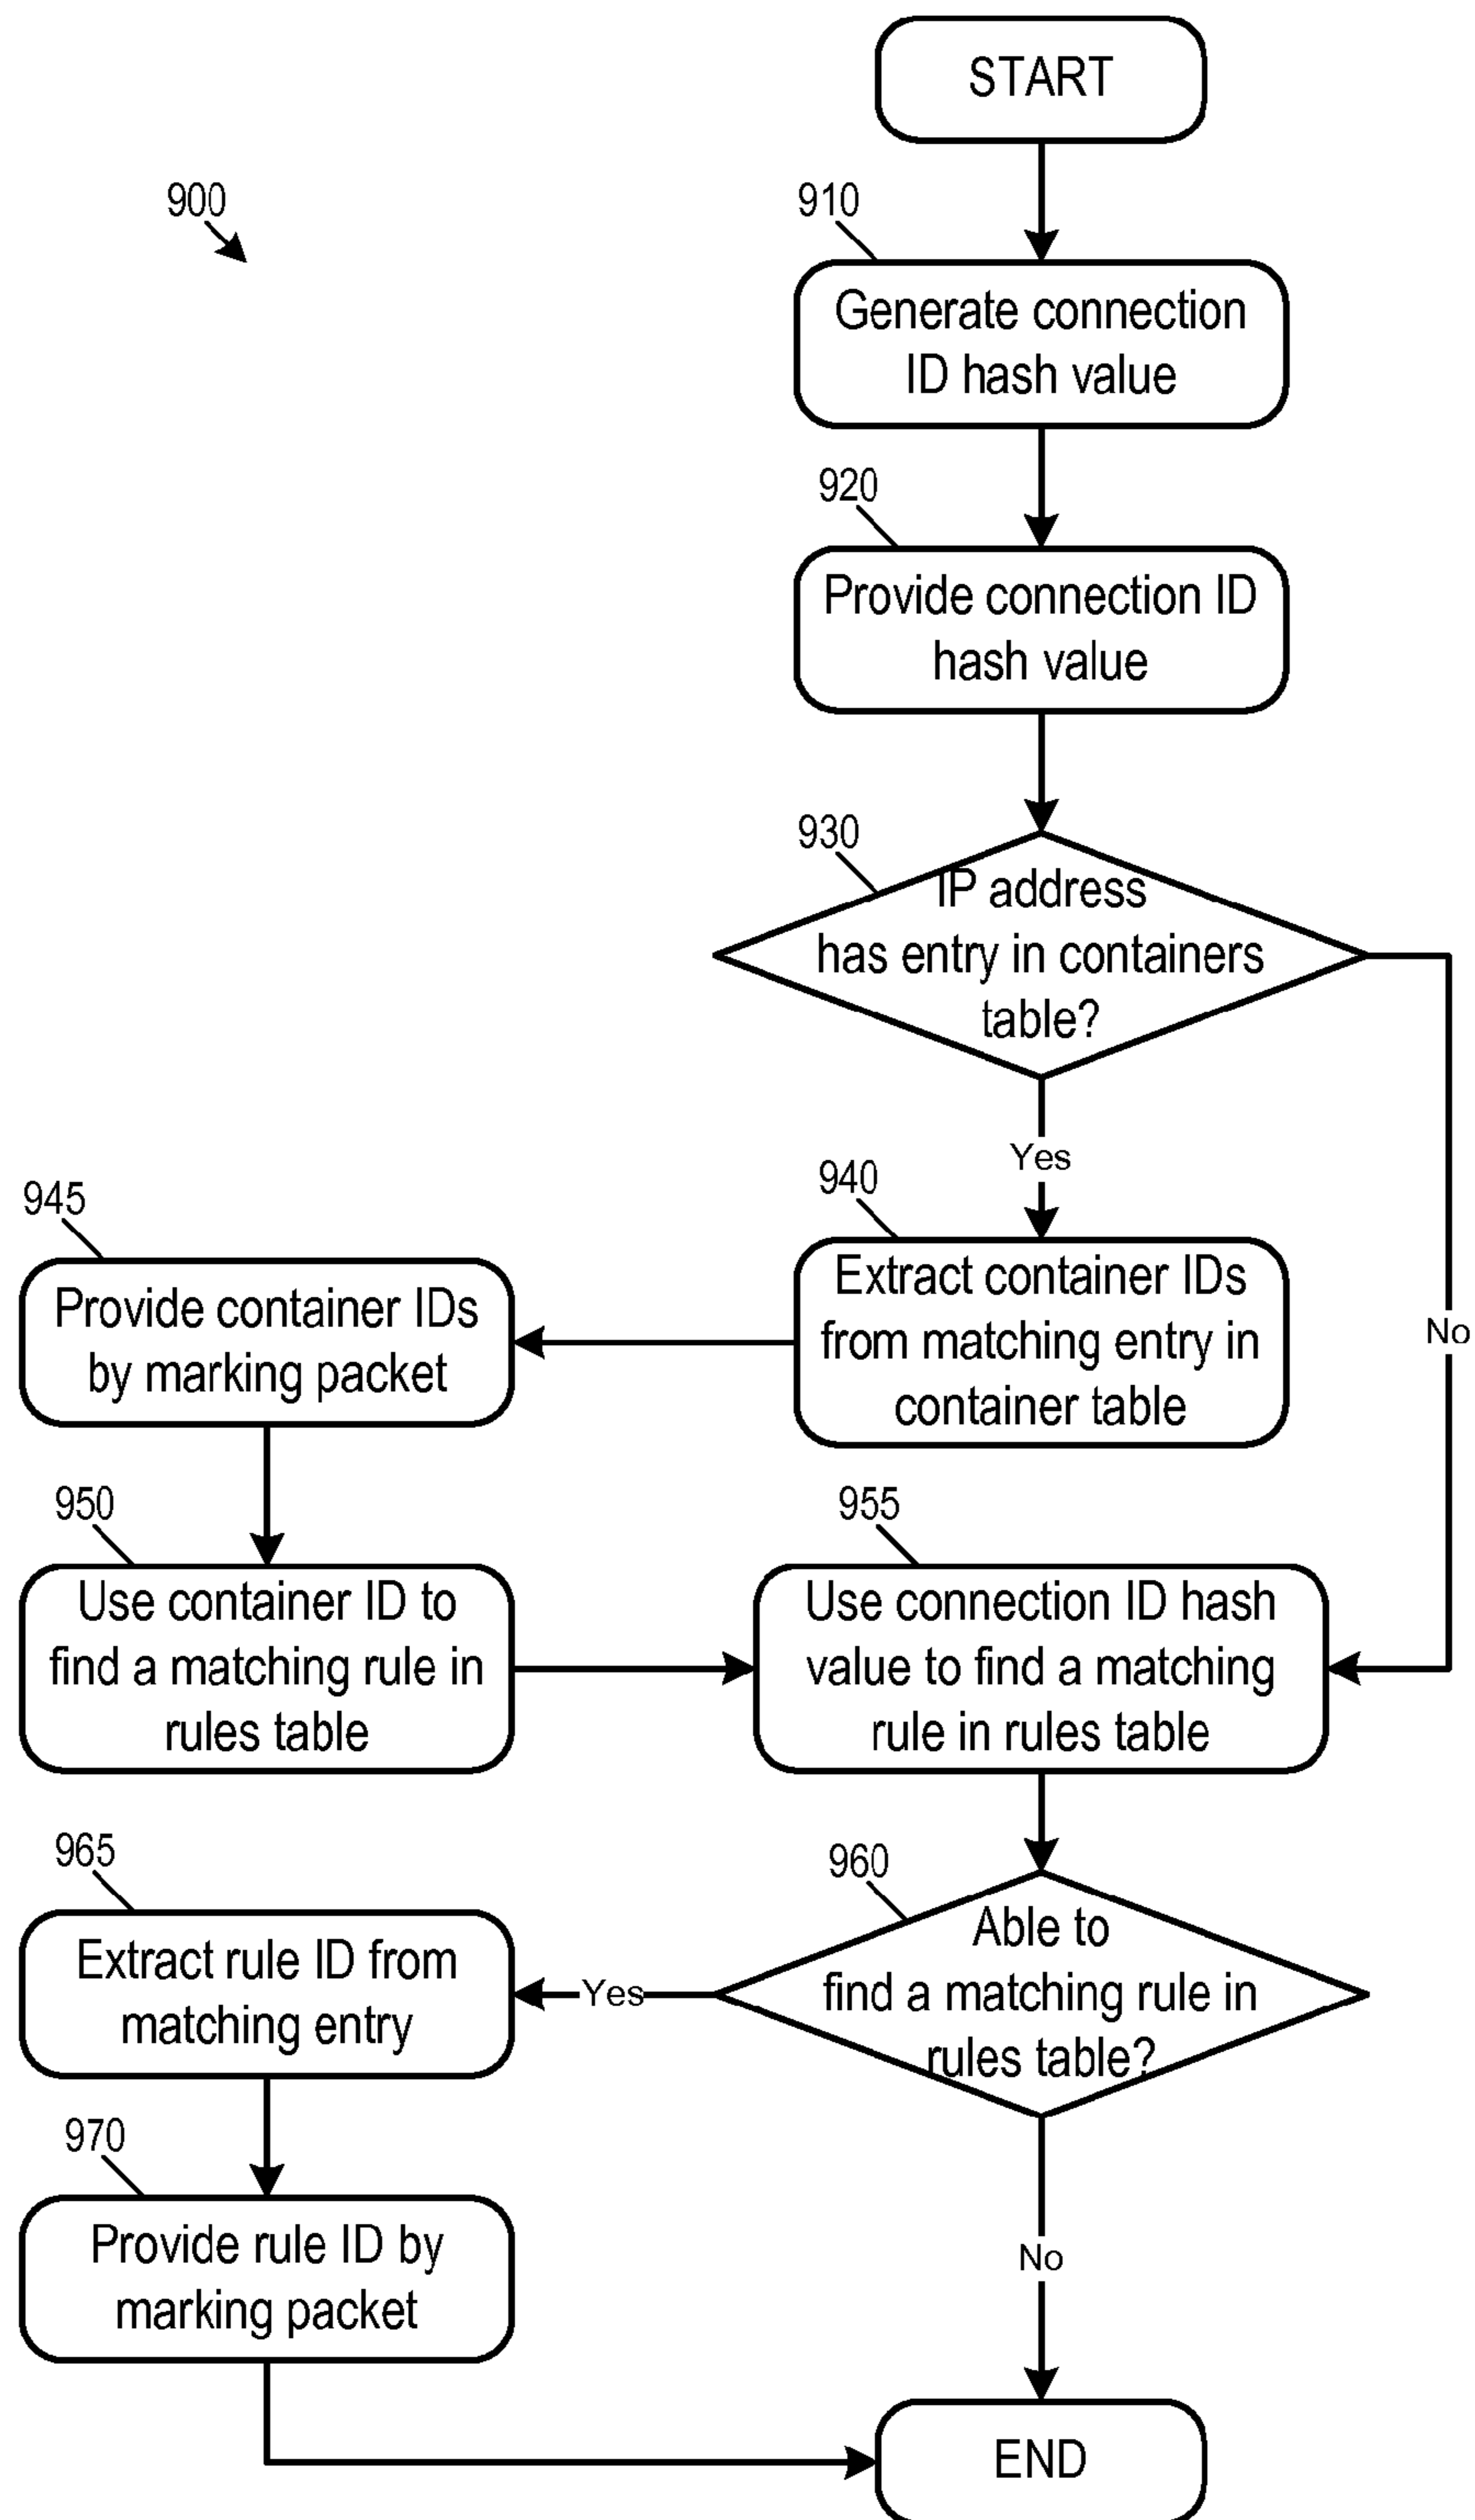 START
900
910
Generate connection
ID hash value
920
Provide connection ID
hash value
930
IP address
has entry in containers
table?
Yes
No
940
Extract container IDs
from matching entry in
container table
945
Provide container IDs
by marking packet
950
Use container ID to
find a matching rule in
rules table
955
Use connection ID hash
value to find a matching
rule in rules table
960
Able to
find a matching rule in
rules table?
Yes
No
965
Extract rule ID from
matching entry
970
Provide rule ID by
marking packet
END